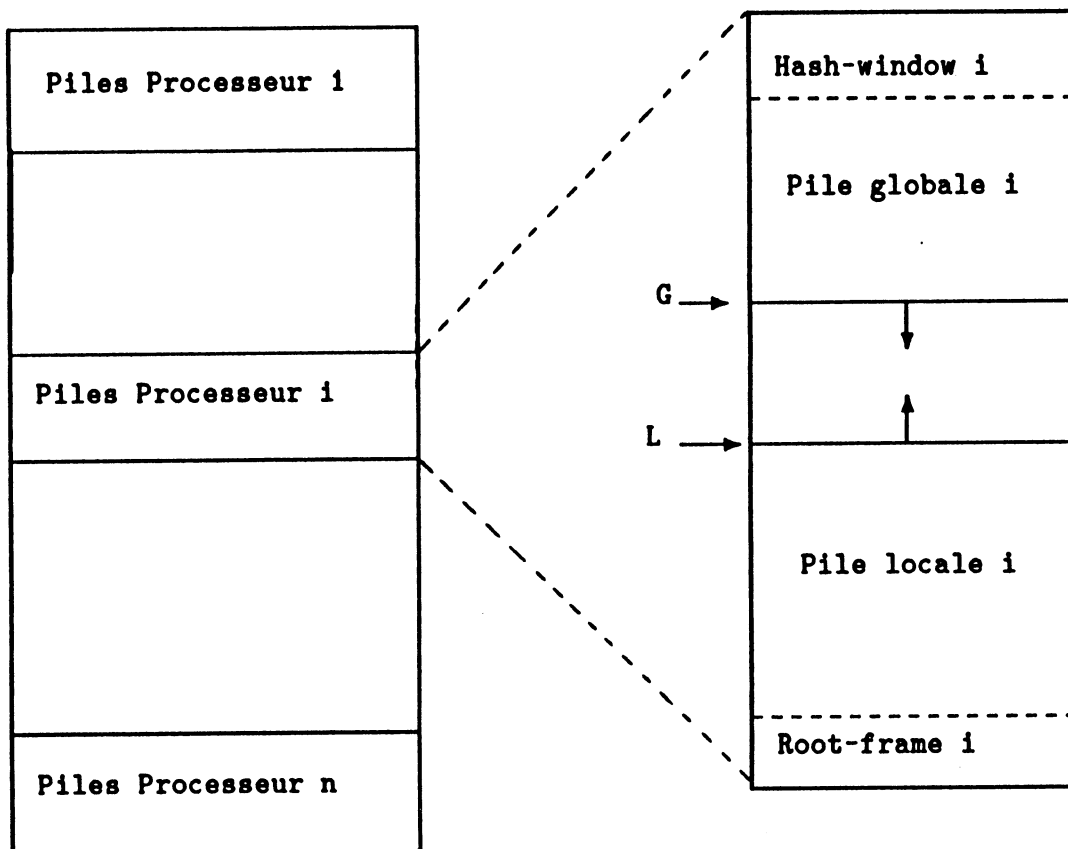 Piles Processeur 1
Piles Processeur i
Piles Processeur n
Hash-window i
Pile globale i
G
L
Pile locale i
Root-frame i